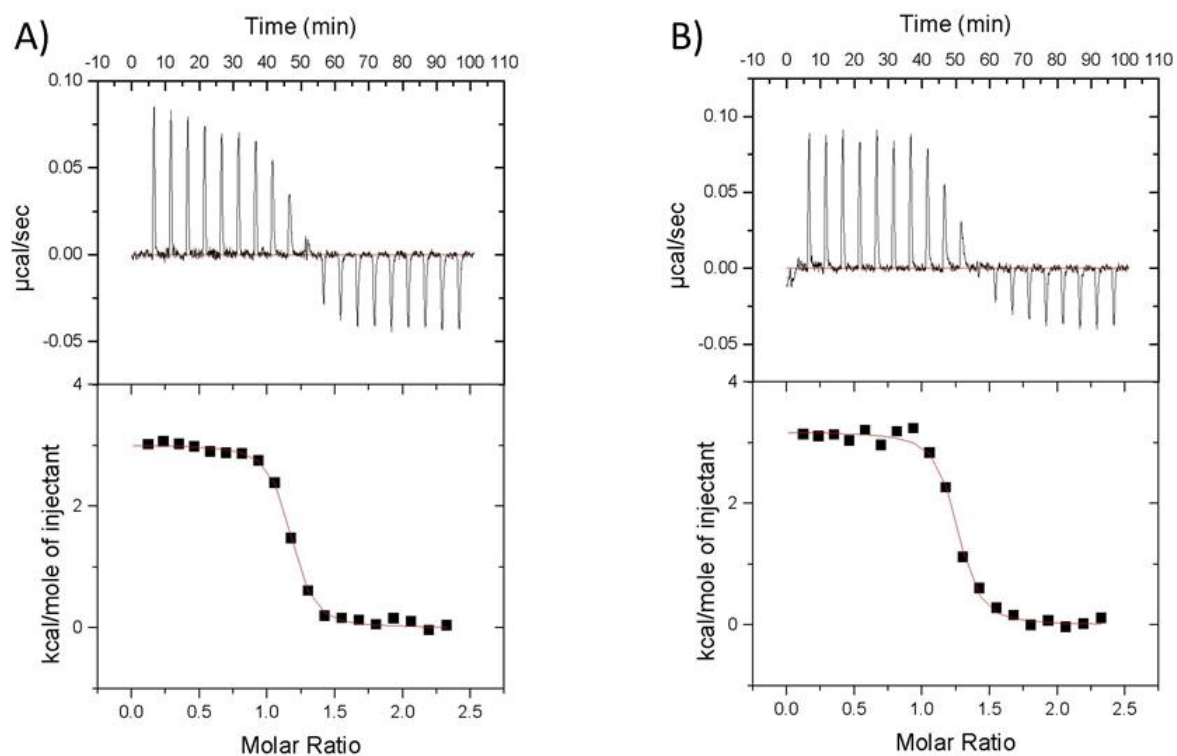 A)
Time (min)
-10 0 10 20 30 40 50 60 70 80 90 100 110
0.10
0.05
0.00
-0.05
µcal/sec
4
2
0
kcal/mole of injectant
0.0 0.5 1.0 1.5 2.0 2.5
Molar Ratio
B)
Time (min)
-10 0 10 20 30 40 50 60 70 80 90 100 110
0.10
0.05
0.00
-0.05
µcal/sec
4
2
0
kcal/mole of injectant
0.0 0.5 1.0 1.5 2.0 2.5
Molar Ratio